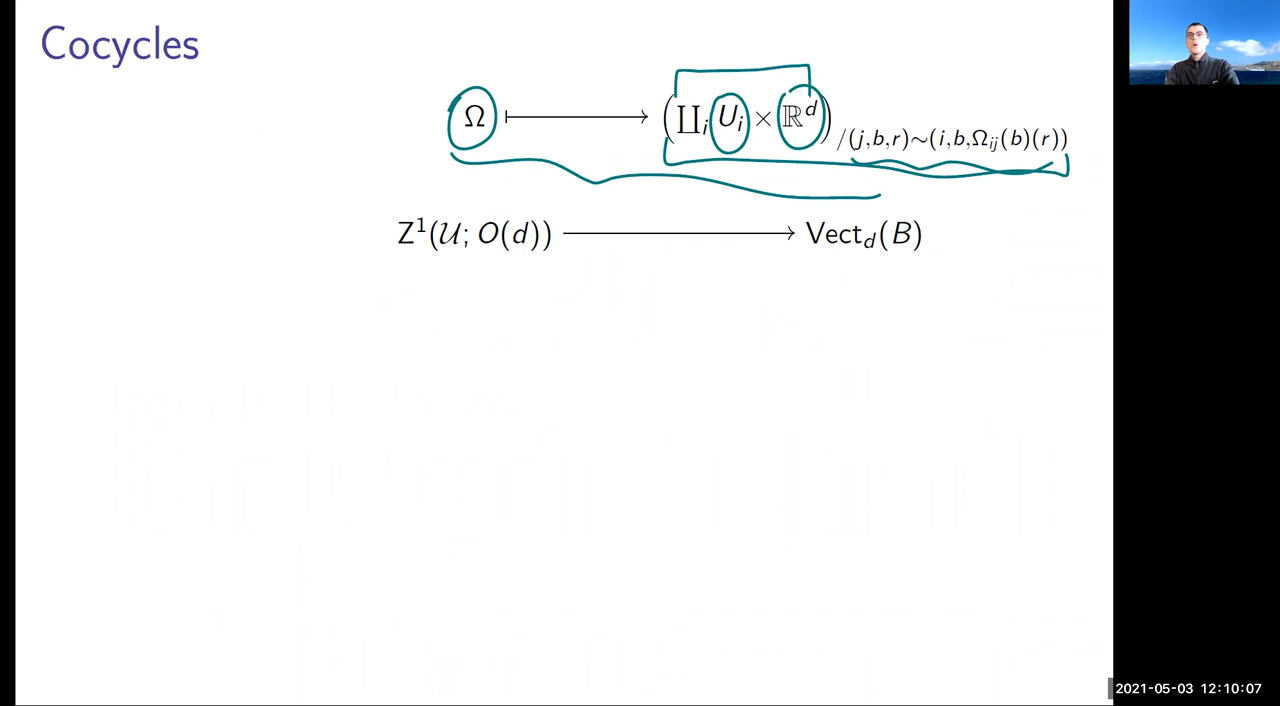 Cocycles
Ω ⟼ (∐ᵢ Uᵢ × ℝᵈ)/(j,b,r)∼(i,b,Ωᵢⱼ(b)(r))
Z¹(𝒰; O(d)) ⟶ Vect_d(B)
2021-05-03 12:10:07